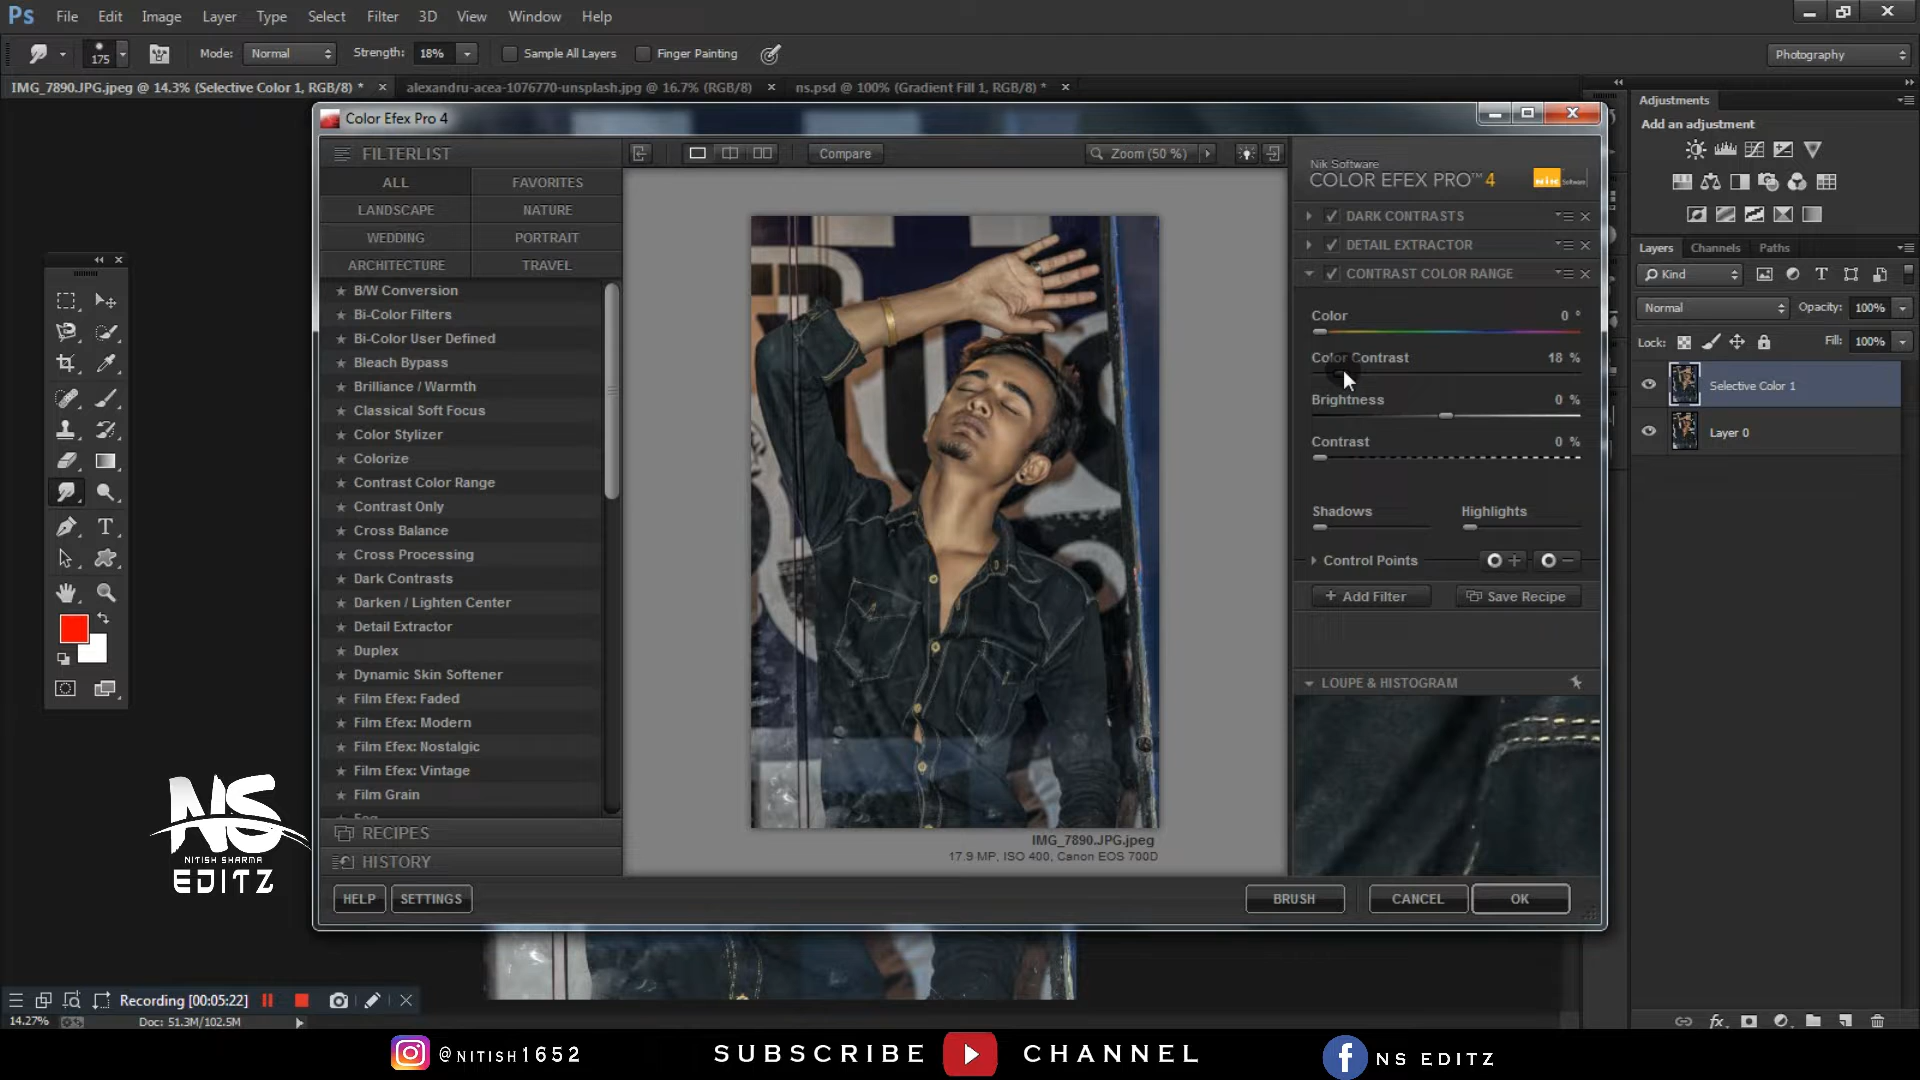 Ps File Edit Image Layer Type Select Filter 3D View Window Help
175 Mode: Normal Strength: 18% Sample All Layers Finger Painting Photography
IMG_7890.JPG.jpeg @ 14.3% (Selective Color 1, RGB/8) * alexandru-acea-1076770-unsplash.jpg @ 16.7% (RGB/8) ns.psd @ 100% (Gradient Fill 1, RGB/8) *
Color Efex Pro 4
FILTERLIST
ALL FAVORITES
LANDSCAPE NATURE
WEDDING PORTRAIT
ARCHITECTURE TRAVEL
B/W Conversion
Bi-Color Filters
Bi-Color User Defined
Bleach Bypass
Brilliance / Warmth
Classical Soft Focus
Color Stylizer
Colorize
Contrast Color Range
Contrast Only
Cross Balance
Cross Processing
Dark Contrasts
Darken / Lighten Center
Detail Extractor
Duplex
Dynamic Skin Softener
Film Efex: Faded
Film Efex: Modern
Film Efex: Nostalgic
Film Efex: Vintage
Film Grain
Fog
RECIPES
HISTORY
HELP SETTINGS
Compare Zoom (50 %)
IMG_7890.JPG.jpeg
17.9 MP, ISO 400, Canon EOS 700D
Nik Software
COLOR EFEX PRO™ 4
Nik Software
DARK CONTRASTS
DETAIL EXTRACTOR
CONTRAST COLOR RANGE
Color 0 °
Color Contrast 18 %
Brightness 0 %
Contrast 0 %
Shadows Highlights
Control Points
Add Filter Save Recipe
LOUPE & HISTOGRAM
BRUSH CANCEL OK
Adjustments
Add an adjustment
Layers Channels Paths
Kind
Normal Opacity: 100%
Lock: Fill: 100%
Selective Color 1
Layer 0
NS
NITISH SHARMA
EDITZ
Recording [00:05:22]
14.27% Doc: 51.3M/102.5M
@NITISH1652 SUBSCRIBE CHANNEL NS EDITZ